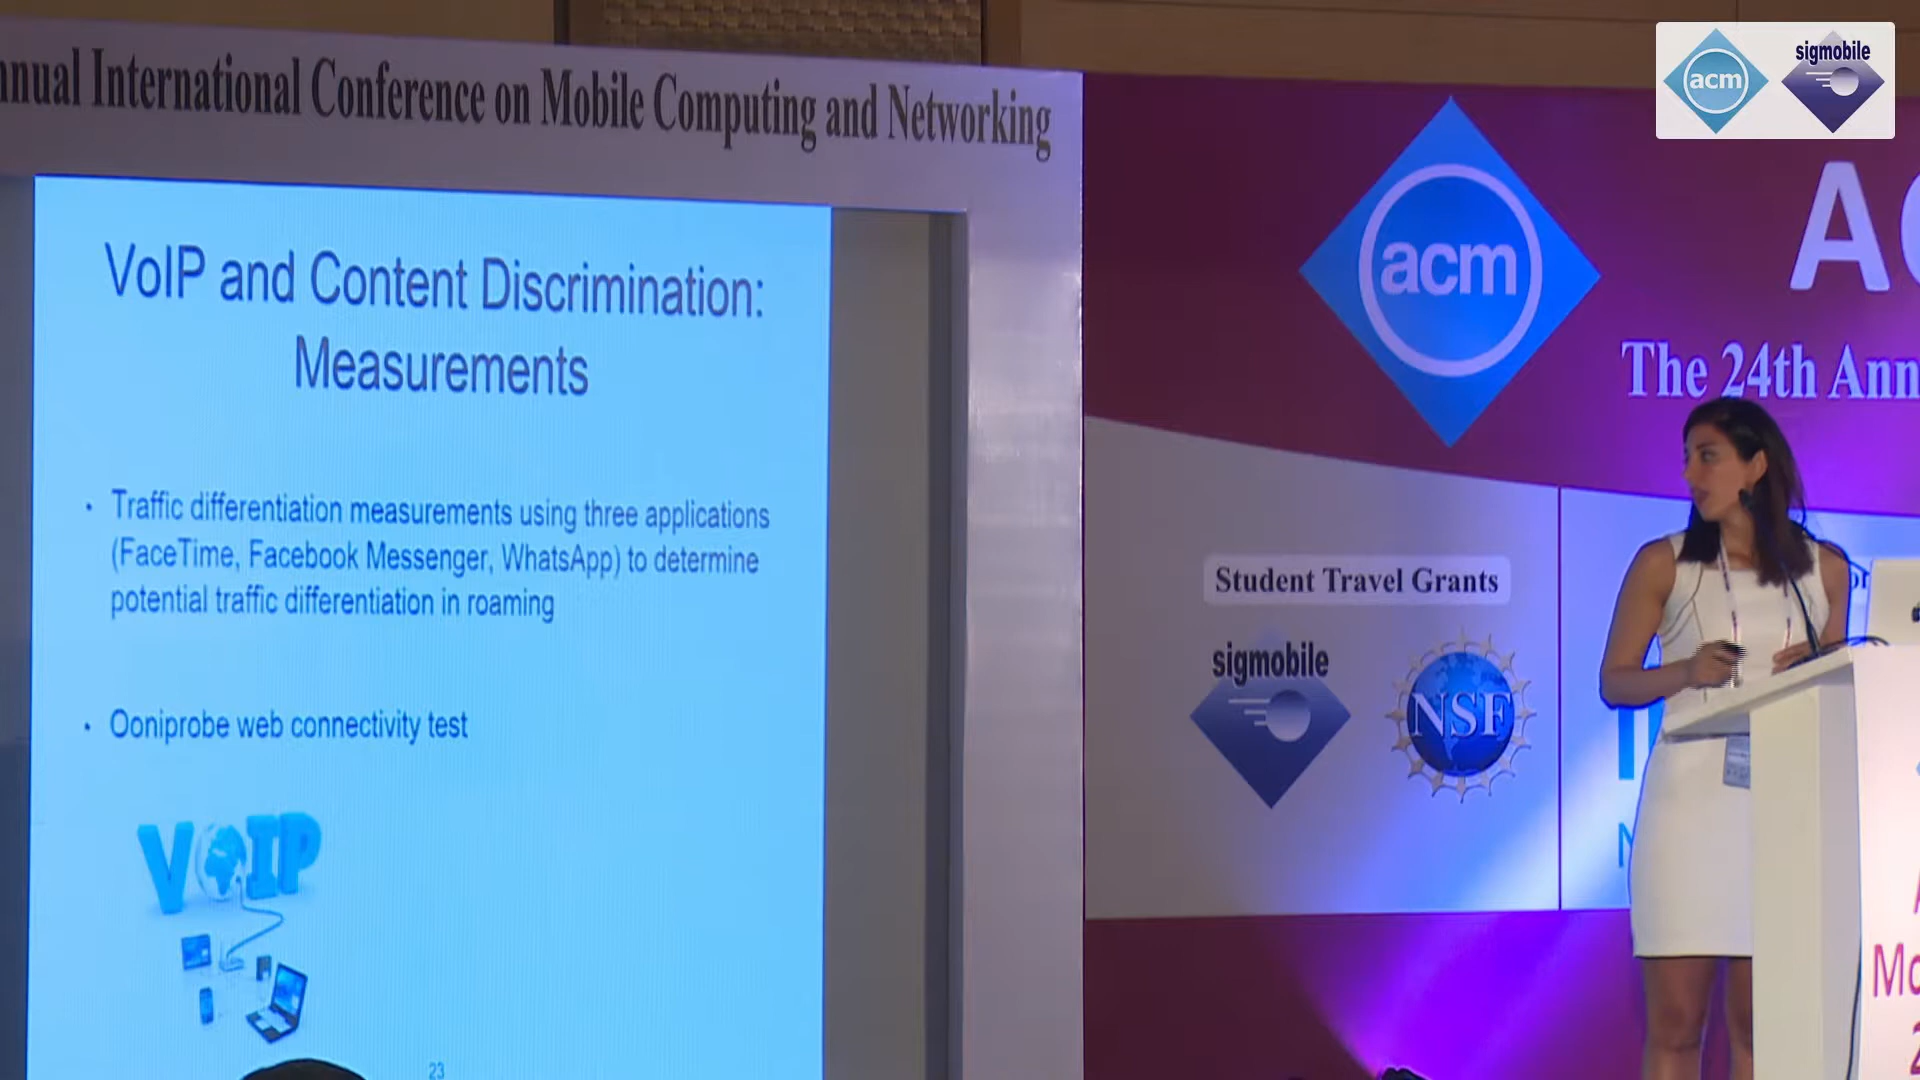 nnual International Conference on Mobile Computing and Networking
VoIP and Content Discrimination:
Measurements
• Traffic differentiation measurements using three applications
(FaceTime, Facebook Messenger, WhatsApp) to determine
potential traffic differentiation in roaming
• Ooniprobe web connectivity test
VOIP
23
acm
sigmobile
acm
The 24th Ann
Student Travel Grants
sigmobile
NSF